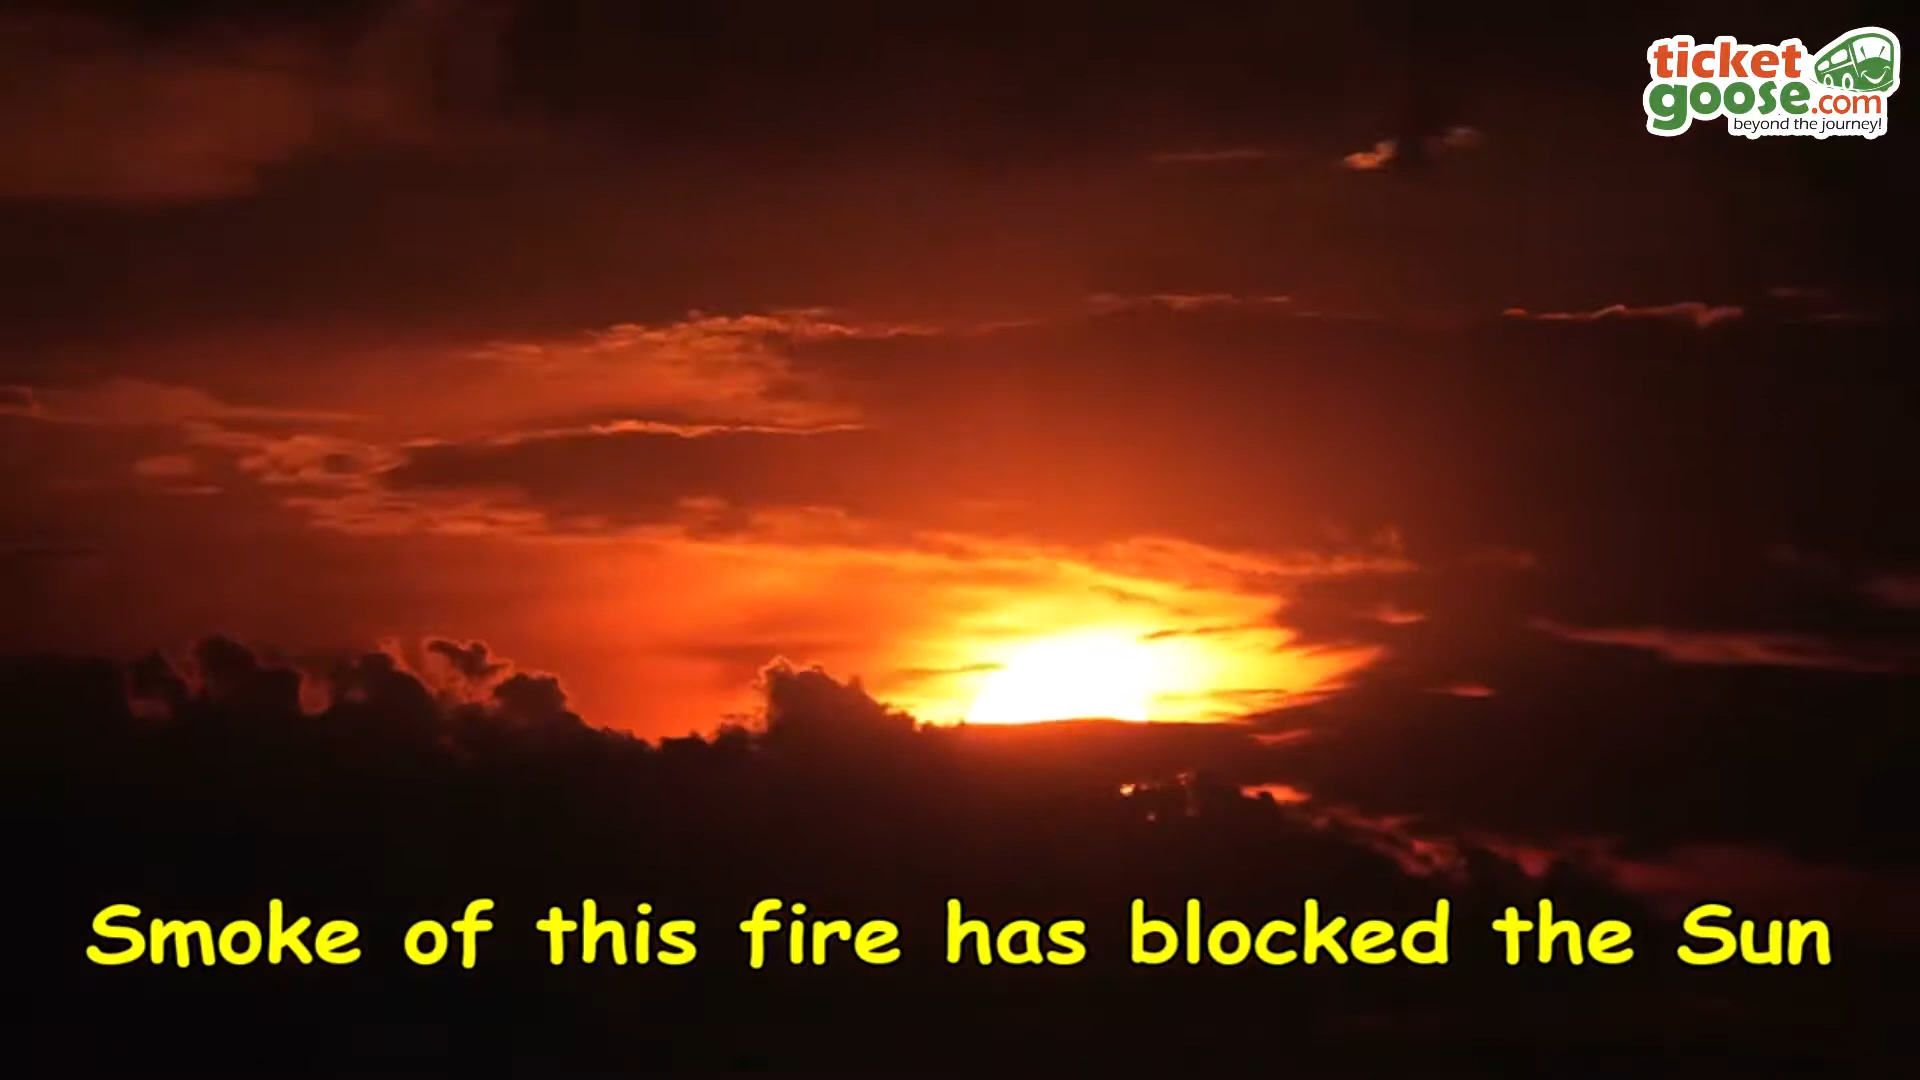 ticket
goose.com
beyond the journey!
Smoke of this fire has blocked the Sun